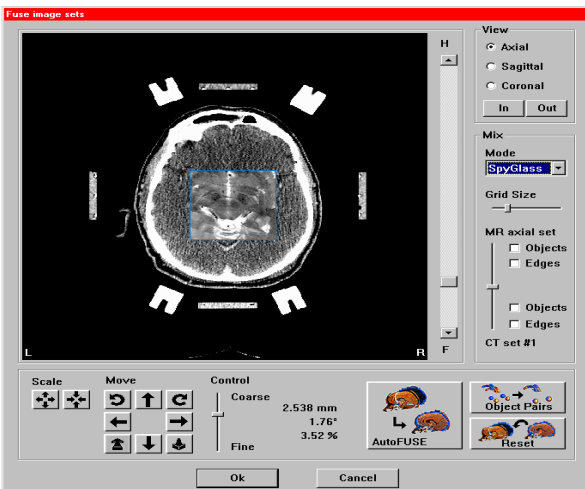 Fuse image sets
H
L
R
F
View
Axial
Sagittal
Coronal
In
Out
Mix
Mode
SpyGlass
Grid Size
MR axial set
Objects
Edges
Objects
Edges
CT set #1
Scale
Move
Control
Coarse
2.538 mm
1.76°
3.52 %
Fine
AutoFUSE
Object Pairs
Reset
Ok
Cancel